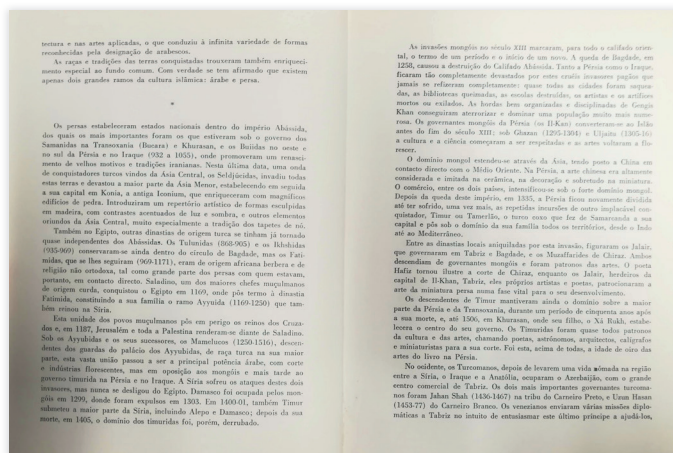 tectura e nas artes aplicadas, o que conduziu à infinita variedade de formas
reconhecidas pela designação de arabescos.
As raças e tradições das terras conquistadas trouxeram também enriqueci-
mento especial ao fundo comum. Com verdade se tem afirmado que existem
apenas dois grandes ramos da cultura islâmica: árabe e persa.
*
Os persas estabeleceram estados nacionais dentro do império Abássida,
dos quais os mais importantes foram os que estiveram sob o governo dos
Samanidas na Transoxania (Bucara) e Khurasan, e os Buiidas no oeste e
no sul da Pérsia e no Iraque (932 a 1055), onde promoveram um renasci-
mento de velhos motivos e tradições iranianas. Nesta última data, uma onda
de conquistadores turcos vindos da Ásia Central, os Seldjúcidas, invadiu todas
estas terras e devastou a maior parte da Ásia Menor, estabelecendo em seguida
a sua capital em Konia, a antiga Iconium, que enriqueceram com magníficos
edifícios de pedra. Introduziram um repertório artístico de formas esculpidas
em madeira, com contrastes acentuados de luz e sombra, e outros elementos
oriundos da Ásia Central, muito especialmente a tradição dos tapetes de nó.
Também no Egipto, outras dinastias de origem turca se tinham já tornado
quase independentes dos Abássidas. Os Tulunidas (868-905) e os Ikhshidas
(935-969) conservaram-se ainda dentro do círculo de Bagdade, mas os Fati-
midas, que se lhes seguiram (969-1171), eram de origem africana berbera e de
religião não ortodoxa, tal como grande parte dos persas com quem estavam,
portanto, em contacto directo. Saladino, um dos maiores chefes muçulmanos
de origem curda, conquistou o Egipto em 1169, onde pôs termo à dinastia
Fatimida, constituindo a sua família o ramo Ayyuida (1169-1250) que tam-
bém reinou na Síria.
Esta unidade dos povos muçulmanos pôs em perigo os reinos dos Cruza-
dos e, em 1187, Jerusalém e toda a Palestina renderam-se diante de Saladino.
Sob os Ayyuhidas e os seus sucessores, os Mamelucos (1250-1516), descen-
dentes dos guardas do palácio dos Ayyuhidas, de raça turca na sua maior
parte, esta vasta união passou a ser a principal potência árabe, com corte
e indústrias florescentes, mas em oposição aos mongóis e mais tarde ao
governo timurida na Pérsia e no Iraque. A Síria sofreu os ataques destes dois
invasores, mas nunca se desligou do Egipto. Damasco foi ocupada pelos mon-
góis em 1299, donde foram expulsos em 1303. Em 1400-01, também Timur
submeteu a maior parte da Síria, incluindo Alepo e Damasco; depois da sua
morte, em 1405, o domínio dos timuridas foi, porém, derrubado.
As invasões mongóis no século XIII marcaram, para todo o califado orien-
tal, o termos de um período e o início de um novo. A queda de Bagdade, em
1258, causou a destruição do Califado Abássida. Tanto a Pérsia como o Iraque,
ficaram tão completamente devastados por estes cruéis invasores pagãos que
jamais se refizeram completamente: quase todas as cidades foram saquea-
das, as bibliotecas queimadas, as escolas destruídas, os artistas e os artífices
mortos ou exilados. As hordas bem organizadas e disciplinadas de Gengis
Khan conseguiram aterrorizar e dominar uma população muito mais nume-
rosa. Os governantes mongóis da Pérsia (os Il-Kan) converteram-se ao Islão
antes do fim do século XIII; sob Ghazan (1295-1304) e Uljaitu (1305-16)
a cultura e a ciência começaram a ser respeitadas e as artes voltaram a flo-
rescer.
O domínio mongol estendeu-se através da Ásia, tendo posto a China em
contacto directo com o Médio Oriente. Na Pérsia, a arte chinesa era altamente
considerada e imitada na cerâmica, na decoração e sobretudo na miniatura.
O comércio, entre os dois países, intensificou-se sob o forte domínio mongol.
Depois da queda deste império, em 1335, a Pérsia ficou novamente dividida
até ter sofrido, uma vez mais, as repetidas incursões de outro implacável con-
quistador, Timur ou Tamerlão, o turco coxo que fez de Samarcanda a sua
capital e pôs sob o domínio da sua família todos os territórios, desde o Indo
até ao Mediterrâneo.
Entre as dinastias locais aniquiladas por esta invasão, figuraram os Jalair,
que governaram em Tabriz e Bagdade, e os Muzaffarides de Chiraz. Ambos
descendiam de governantes mongóis e foram patronos das artes. O poeta
Hafiz tornou ilustre a corte de Chiraz, enquanto os Jalair, herdeiros da
capital de Il-Khan, Tabriz, eles próprios artistas e poetas, patrocionaram a
arte da miniatura persa numa fase vital para o seu desenvolvimento.
Os descendentes de Timur mantiveram ainda o domínio sobre a maior
parte da Pérsia e da Transoxania, durante um período de cinquenta anos após
a sua morte, e, até 1506, em Khurasan, onde seu filho, o Xá Rukh, estabe-
lecera o centro do seu governo. Os Timuridas foram quase todos patronos
da cultura e das artes, chamando poetas, astrónomos, arquitectos, calígrafos
e miniaturistas para a sua corte. Foi esta, acima de todas, a idade de oiro das
artes do livro na Pérsia.
No ocidente, os Turcomanos, depois de levarem uma vida nómada na região
entre a Síria, o Iraque e a Anatólia, ocuparam o Azerbaijão, com o grande
centro comercial de Tabriz. Os dois mais importantes governantes turcoma-
nos foram Jahan Shah (1436-1467) na tribu do Carneiro Preto, e Uzun Hasan
(1453-77) do Carneiro Branco. Os venezianos enviaram várias missões diplo-
máticas a Tabriz no intuito de entusiasmar este último príncipe a ajudá-los,